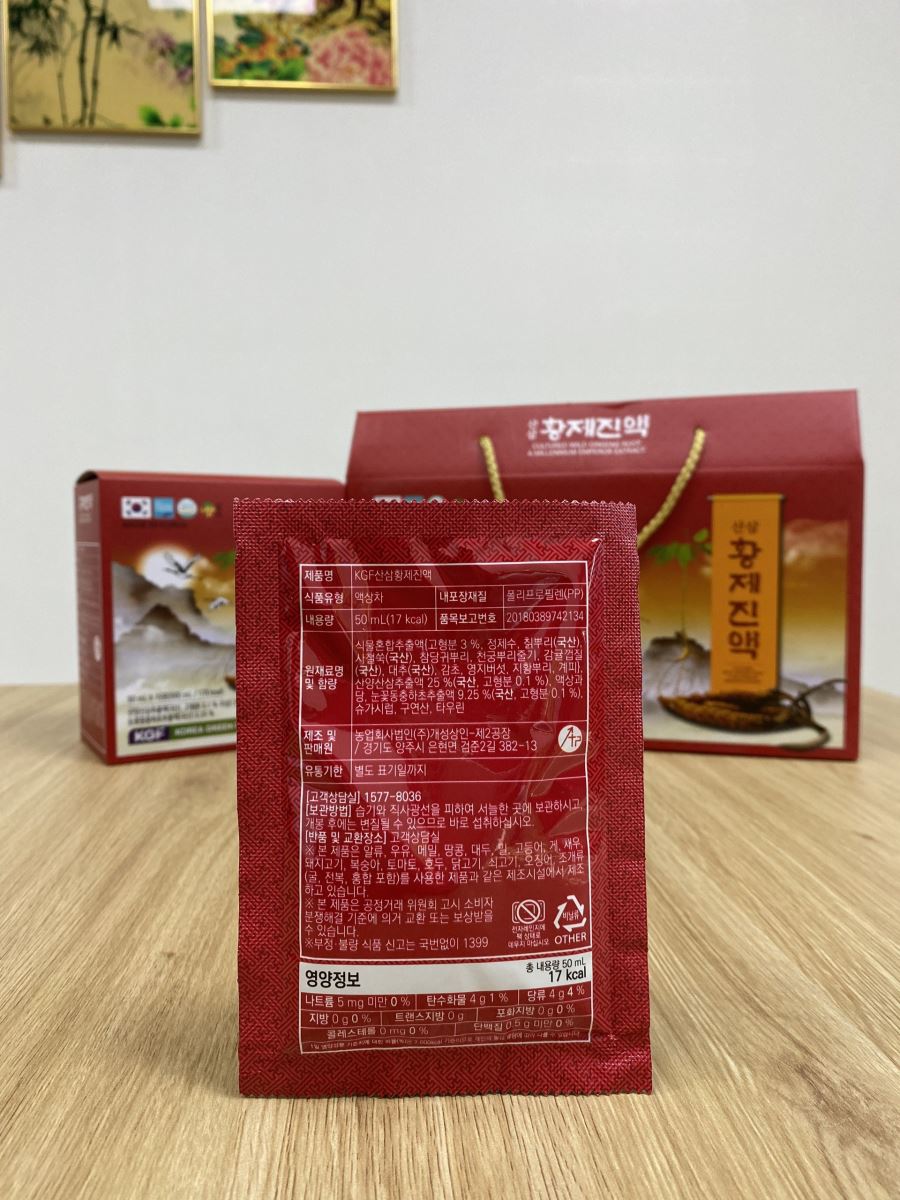 산삼 황제진액
CULTURED WILD GINSENG ROOT
& MILLENNIUM EMPEROR EXTRACT
산삼
황제진액
KGF KOREA GREEN
제품명 KGF산삼황제진액
식품유형 액상차 내포장재질 폴리프로필렌(PP)
내용량 50 mL(17 kcal) 품목보고번호 20180389742134
원재료명 및 함량
식물혼합추출액(고형분 3 %, 정제수, 칡뿌리(국산),
사철쑥(국산), 참당귀뿌리, 천궁뿌리줄기, 감귤껍질
(국산), 대추(국산), 감초, 영지버섯, 지황뿌리, 계피),
산양산삼추출액 25 %(국산, 고형분 0.1 %), 액상과
당, 눈꽃동충하초추출액 9.25 %(국산, 고형분 0.1 %),
슈가시럽, 구연산, 타우린
제조 및 판매원
농업회사법인(주)개성상인-제2공장
/ 경기도 양주시 은현면 검준2길 382-13
유통기한 별도 표기일까지
[고객상담실] 1577-8036
[보관방법] 습기와 직사광선을 피하여 서늘한 곳에 보관하시고,
개봉 후에는 변질될 수 있으므로 바로 섭취하십시오.
[반품 및 교환장소] 고객상담실
※ 본 제품은 알류, 우유, 메밀, 땅콩, 대두, 밀, 고등어, 게, 새우,
돼지고기, 복숭아, 토마토, 호두, 닭고기, 쇠고기, 오징어, 조개류
(굴, 전복, 홍합 포함)를 사용한 제품과 같은 제조시설에서 제조
하고 있습니다.
※ 본 제품은 공정거래 위원회 고시 소비자
분쟁해결 기준에 의거 교환 또는 보상받을
수 있습니다.
※부정·불량 식품 신고는 국번없이 1399
전자레인지에
팩 상태로
데우지 마십시오
비닐류
OTHER
영양정보
총 내용량 50 mL
17 kcal
나트륨 5 mg 미만 0 % 탄수화물 4 g 1 % 당류 4 g 4 %
지방 0 g 0 % 트랜스지방 0 g 포화지방 0 g 0 %
콜레스테롤 0 mg 0 % 단백질 0.5 g 미만 0 %